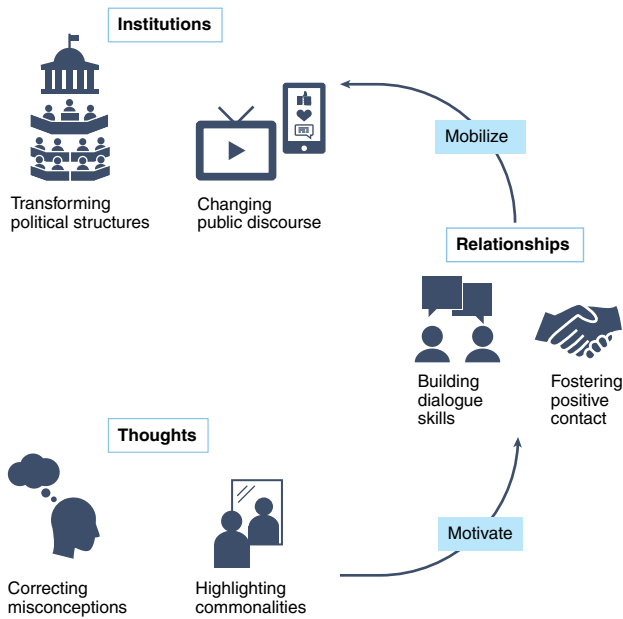 Institutions
Transforming
political structures
Changing
public discourse
Mobilize
Relationships
Building
dialogue
skills
Fostering
positive
contact
Thoughts
Correcting
misconceptions
Highlighting
commonalities
Motivate